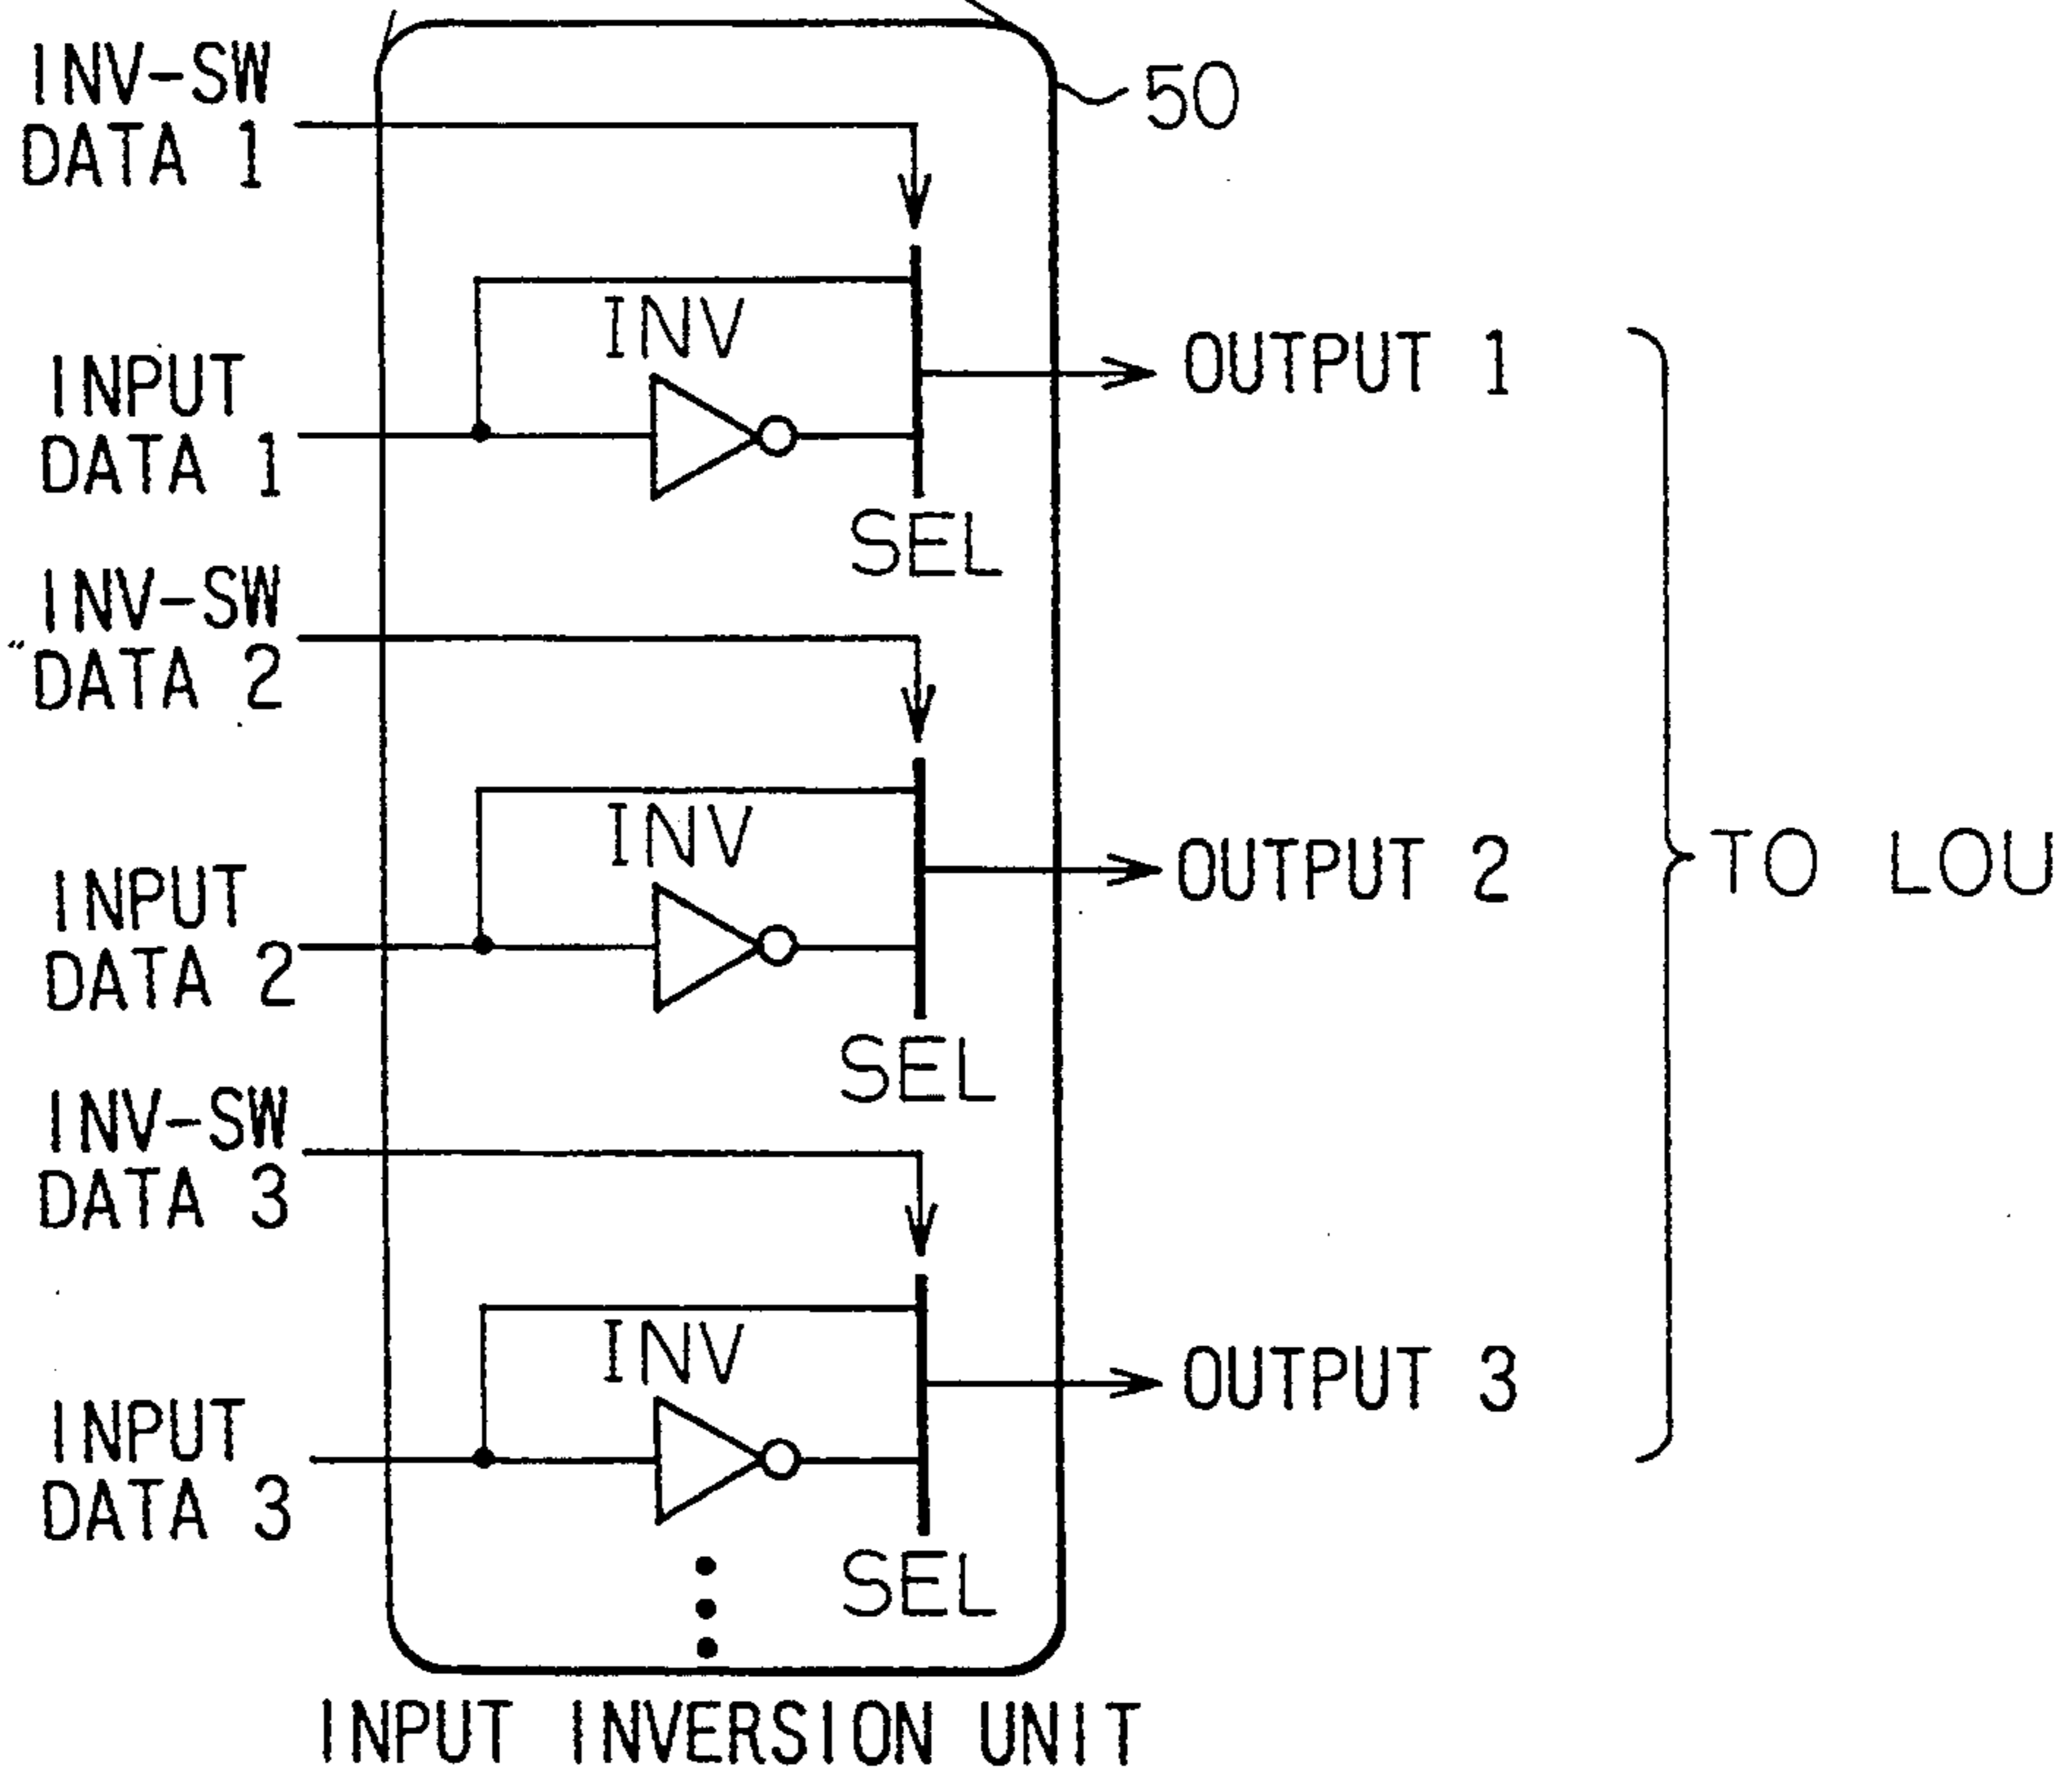 INV-SW
DATA 1
50
INV
INPUT
DATA 1
OUTPUT 1
SEL
INV-SW
DATA 2
INV
INPUT
DATA 2
OUTPUT 2
TO LOU
SEL
INV-SW
DATA 3
INV
INPUT
DATA 3
OUTPUT 3
SEL
INPUT INVERSION UNIT